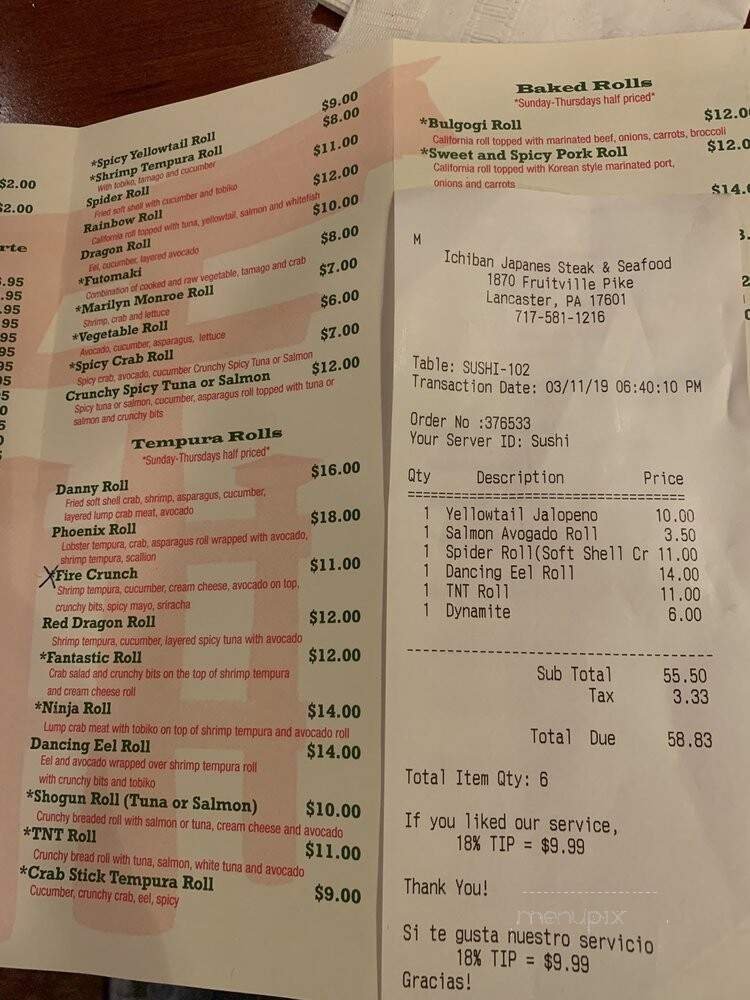 $2.00
$2.00
rte
.95
.95
.95
95
95
95
$9.00
*Spicy Yellowtail Roll
$8.00
*Shrimp Tempura Roll
With tobiko, tamago and cucumber
$11.00
Spider Roll
Fried soft shell with cucumber and tobiko
$12.00
Rainbow Roll
California roll topped with tuna, yellowtail, salmon and whitefish
$10.00
Dragon Roll
Eel, cucumber, layered avocado
$8.00
*Futomaki
Combination of cooked and raw vegetable, tamago and crab
$7.00
*Marilyn Monroe Roll
Shrimp, crab and lettuce
$6.00
*Vegetable Roll
Avocado, cucumber, asparagus, lettuce
$7.00
*Spicy Crab Roll
Spicy crab, avocado, cucumber Crunchy Spicy Tuna or Salmon
$12.00
Crunchy Spicy Tuna or Salmon
Spicy tuna or salmon, cucumber, asparagus roll topped with tuna or
salmon and crunchy bits
Tempura Rolls
*Sunday-Thursdays half priced*
Danny Roll $16.00
Fried soft shell crab, shrimp, asparagus, cucumber,
layered lump crab meat, avocado
Phoenix Roll $18.00
Lobster tempura, crab, asparagus roll wrapped with avocado,
shrimp tempura, scallion
X*Fire Crunch $11.00
Shrimp tempura, cucumber, cream cheese, avocado on top,
crunchy bits, spicy mayo, sriracha
Red Dragon Roll $12.00
Shrimp tempura, cucumber, layered spicy tuna with avocado
*Fantastic Roll $12.00
Crab salad and crunchy bits on the top of shrimp tempura
and cream cheese roll
*Ninja Roll $14.00
Lump crab meat with tobiko on top of shrimp tempura and avocado roll
Dancing Eel Roll $14.00
Eel and avocado wrapped over shrimp tempura roll
with crunchy bits and tobiko
*Shogun Roll (Tuna or Salmon) $10.00
Crunchy breaded roll with salmon or tuna, cream cheese and avocado
*TNT Roll $11.00
Crunchy bread roll with tuna, salmon, white tuna and avocado
*Crab Stick Tempura Roll $9.00
Cucumber, crunchy crab, eel, spicy
Baked Rolls
*Sunday-Thursdays half priced*
*Bulgogi Roll $12.0
California roll topped with marinated beef, onions, carrots, broccoli
*Sweet and Spicy Pork Roll $12.0
California roll topped with Korean style marinated port,
onions and carrots
$14.
M
Ichiban Japanes Steak & Seafood
1870 Fruitville Pike
Lancaster, PA 17601
717-581-1216
Table: SUSHI-102
Transaction Date: 03/11/19 06:40:10 PM
Order No :376533
Your Server ID: Sushi
Qty Description Price
1 Yellowtail Jalopeno 10.00
1 Salmon Avogado Roll 3.50
1 Spider Roll(Soft Shell Cr 11.00
1 Dancing Eel Roll 14.00
1 TNT Roll 11.00
1 Dynamite 6.00
Sub Total 55.50
Tax 3.33
Total Due 58.83
Total Item Qty: 6
If you liked our service,
18% TIP = $9.99
Thank You!
menupix
Si te gusta nuestro servicio
18% TIP = $9.99
Gracias!